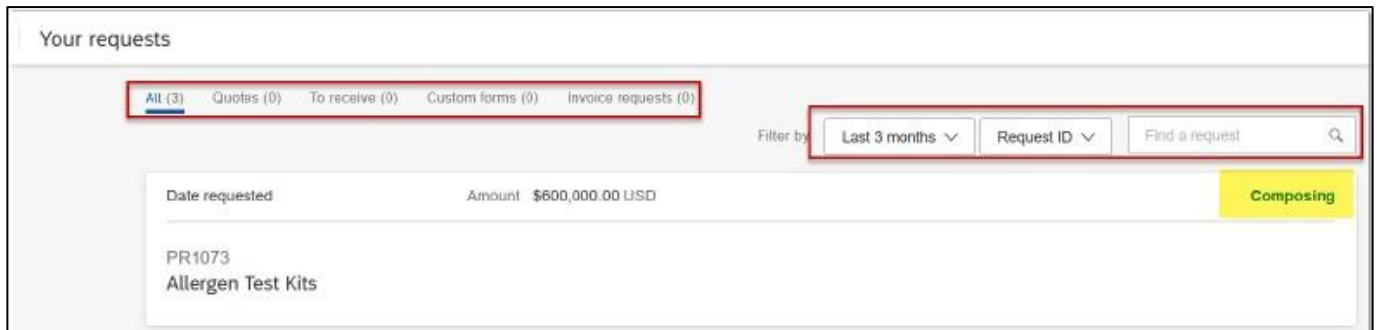 Your requests
All (3) Quotes (0) To receive (0) Custom forms (0) Invoice requests (0)
Filter by Last 3 months Request ID Find a request
Date requested Amount $600,000.00 USD Composing
PR1073
Allergen Test Kits